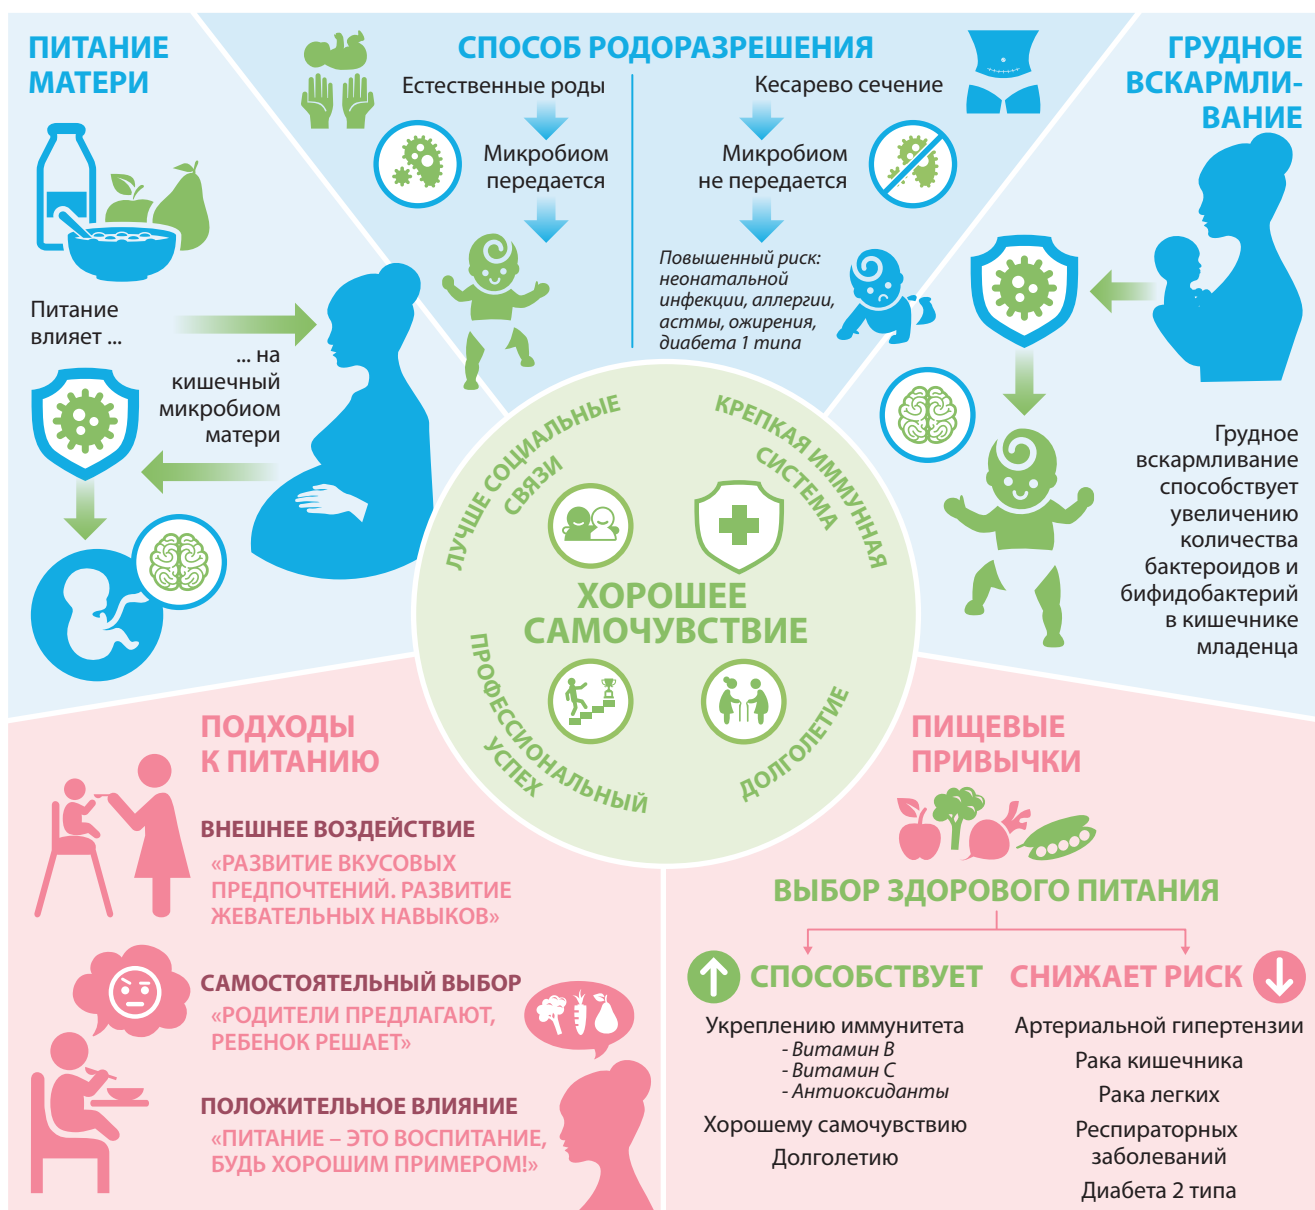 ПИТАНИЕ
МАТЕРИ
Питание
влияет ...
... на
кишечный
микробиом
матери
СПОСОБ РОДОРАЗРЕШЕНИЯ
Естественные роды
Микробиом
передается
Кесарево сечение
Микробиом
не передается
Повышенный риск:
неонатальной
инфекции, аллергии,
астмы, ожирения,
диабета 1 типа
ГРУДНОЕ
ВСКАРМЛИ-
ВАНИЕ
Грудное
вскармливание
способствует
увеличению
количества
бактероидов и
бифидобактерий
в кишечнике
младенца
ЛУЧШЕ СОЦИАЛЬНЫЕ
СВЯЗИ
КРЕПКАЯ ИММУННАЯ
СИСТЕМА
ХОРОШЕЕ
САМОЧУВСТВИЕ
ПРОФЕССИОНАЛЬНЫЙ
УСПЕХ
ДОЛГОЛЕТИЕ
ПОДХОДЫ
К ПИТАНИЮ
ВНЕШНЕЕ ВОЗДЕЙСТВИЕ
«РАЗВИТИЕ ВКУСОВЫХ
ПРЕДПОЧТЕНИЙ. РАЗВИТИЕ
ЖЕВАТЕЛЬНЫХ НАВЫКОВ»
САМОСТОЯТЕЛЬНЫЙ ВЫБОР
«РОДИТЕЛИ ПРЕДЛАГАЮТ,
РЕБЕНОК РЕШАЕТ»
ПОЛОЖИТЕЛЬНОЕ ВЛИЯНИЕ
«ПИТАНИЕ – ЭТО ВОСПИТАНИЕ,
БУДЬ ХОРОШИМ ПРИМЕРОМ!»
ПИЩЕВЫЕ
ПРИВЫЧКИ
ВЫБОР ЗДОРОВОГО ПИТАНИЯ
СПОСОБСТВУЕТ
Укреплению иммунитета
- Витамин B
- Витамин C
- Антиоксиданты
Хорошему самочувствию
Долголетию
СНИЖАЕТ РИСК
Артериальной гипертензии
Рака кишечника
Рака легких
Респираторных
заболеваний
Диабета 2 типа